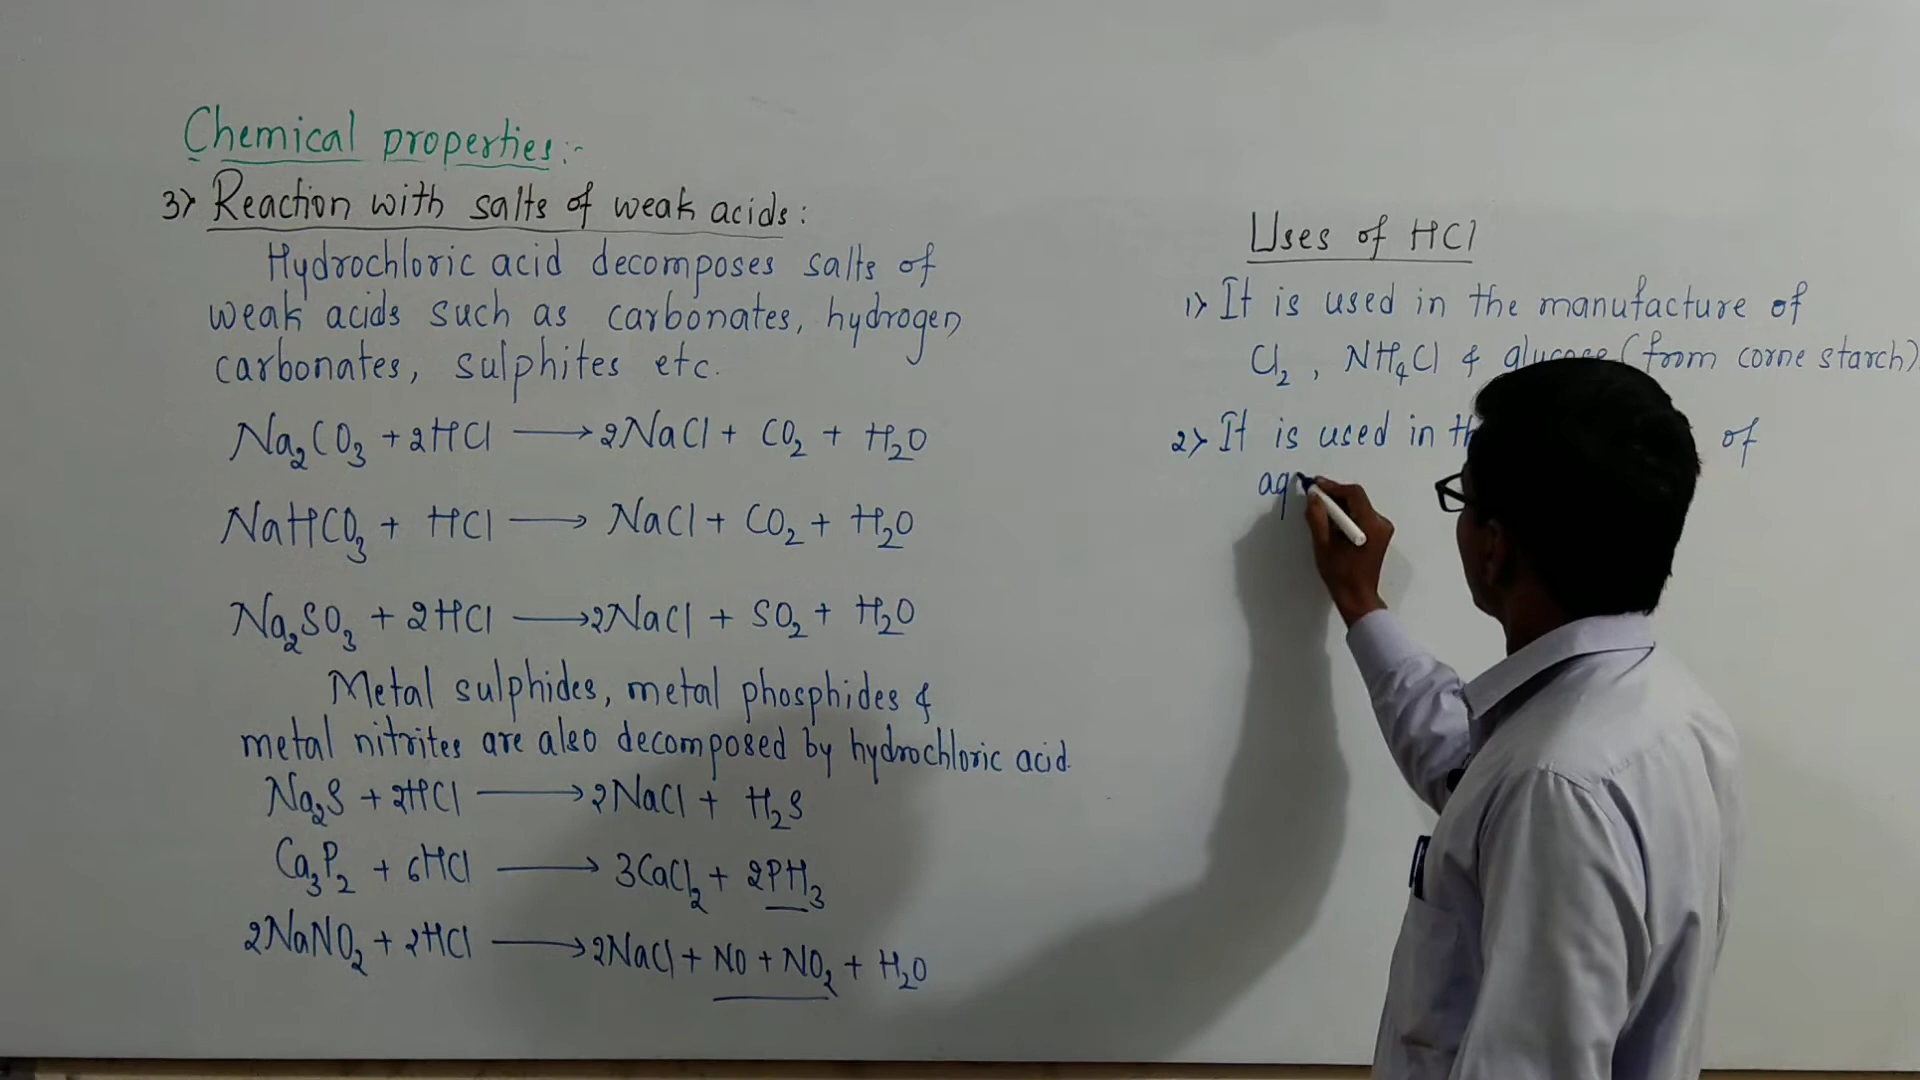 Chemical properties:-
3) Reaction with salts of weak acids:
Hydrochloric acid decomposes salts of
weak acids such as carbonates, hydrogen
carbonates, sulphites etc.
Na₂CO₃ + 2HCl ⟶ 2NaCl + CO₂ + H₂O
NaHCO₃ + HCl ⟶ NaCl + CO₂ + H₂O
Na₂SO₃ + 2HCl ⟶ 2NaCl + SO₂ + H₂O
Metal sulphides, metal phosphides &
metal nitrites are also decomposed by hydrochloric acid.
Na₂S + 2HCl ⟶ 2NaCl + H₂S
Ca₃P₂ + 6HCl ⟶ 3CaCl₂ + 2PH₃
2NaNO₂ + 2HCl ⟶ 2NaCl + NO + NO₂ + H₂O
Uses of HCl
1) It is used in the manufacture of
Cl₂, NH₄Cl & glucose (from corne starch).
2) It is used in of